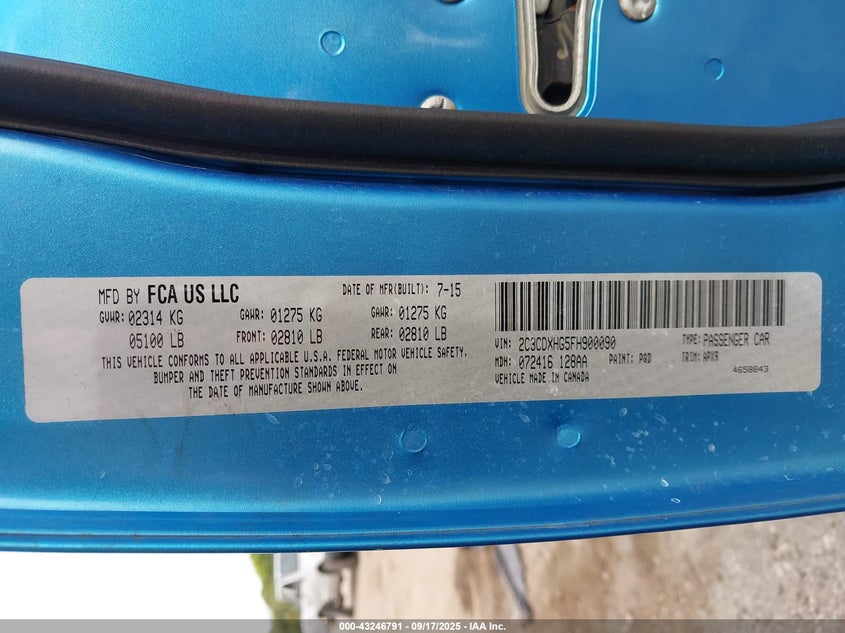 MFD BY FCA US LLC DATE OF MFR(BUILT): 7-15
GVWR: 02314 KG GAWR: 01275 KG GAWR: 01275 KG
05100 LB FRONT: 02810 LB REAR: 02810 LB
THIS VEHICLE CONFORMS TO ALL APPLICABLE U.S.A. FEDERAL MOTOR VEHICLE SAFETY,
BUMPER AND THEFT PREVENTION STANDARDS IN EFFECT ON
THE DATE OF MANUFACTURE SHOWN ABOVE.
VIN: 2C3CDXHG5FH900090 TYPE: PASSENGER CAR
MDH: 072416 128AA PAINT: PQD TRIM: APX9
VEHICLE MADE IN CANADA 4658843
000-43246791 - 09/17/2025 - IAA Inc.